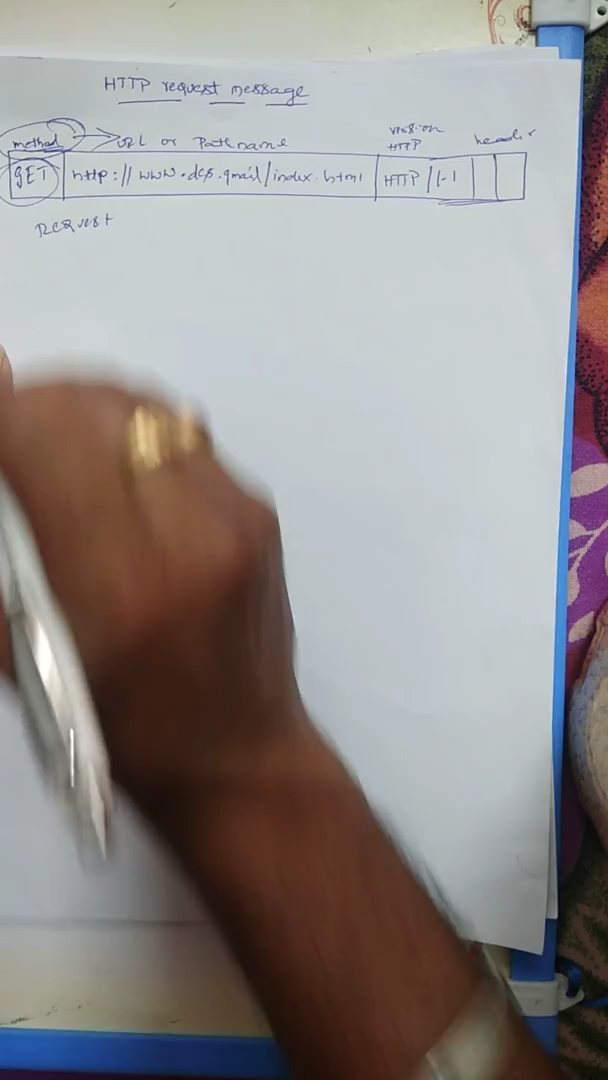 HTTP request message
method URL or Pathname version HTTP header
GET http://www.dcs.qmail/index.html HTTP/1.1
REQUEST